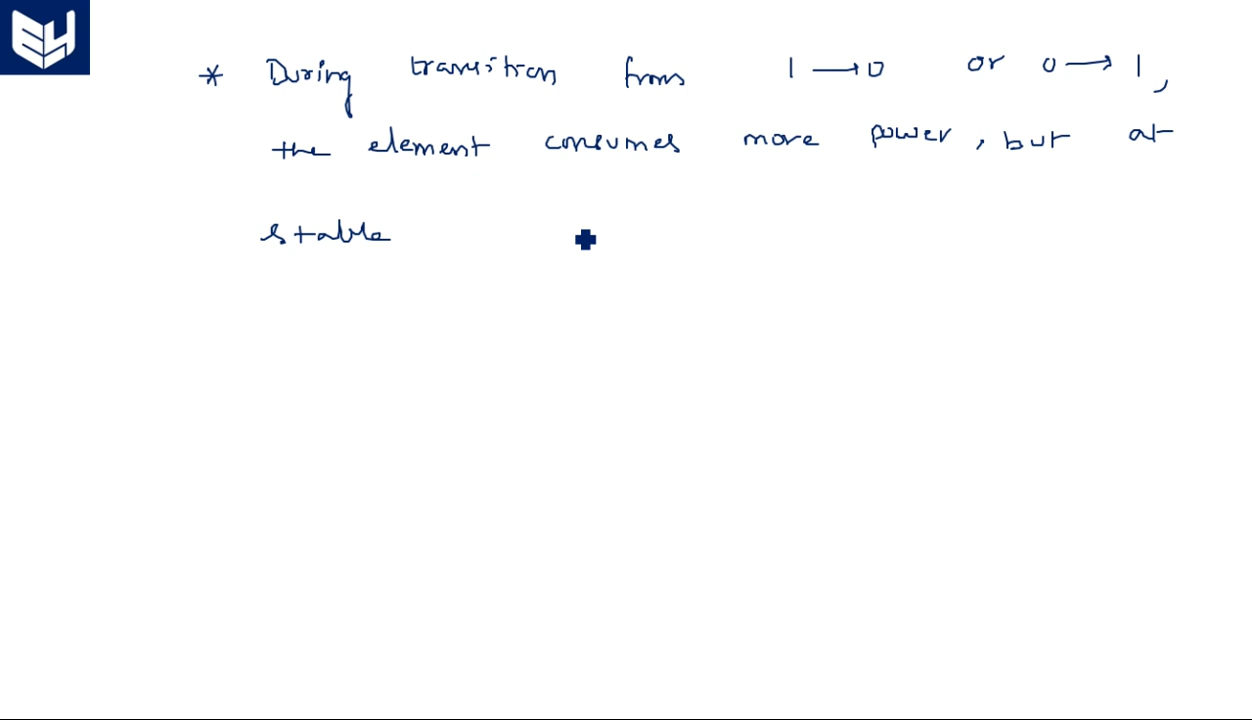 * During transition from 1 → 0 or 0 → 1,
the element consumes more power, but at
stable